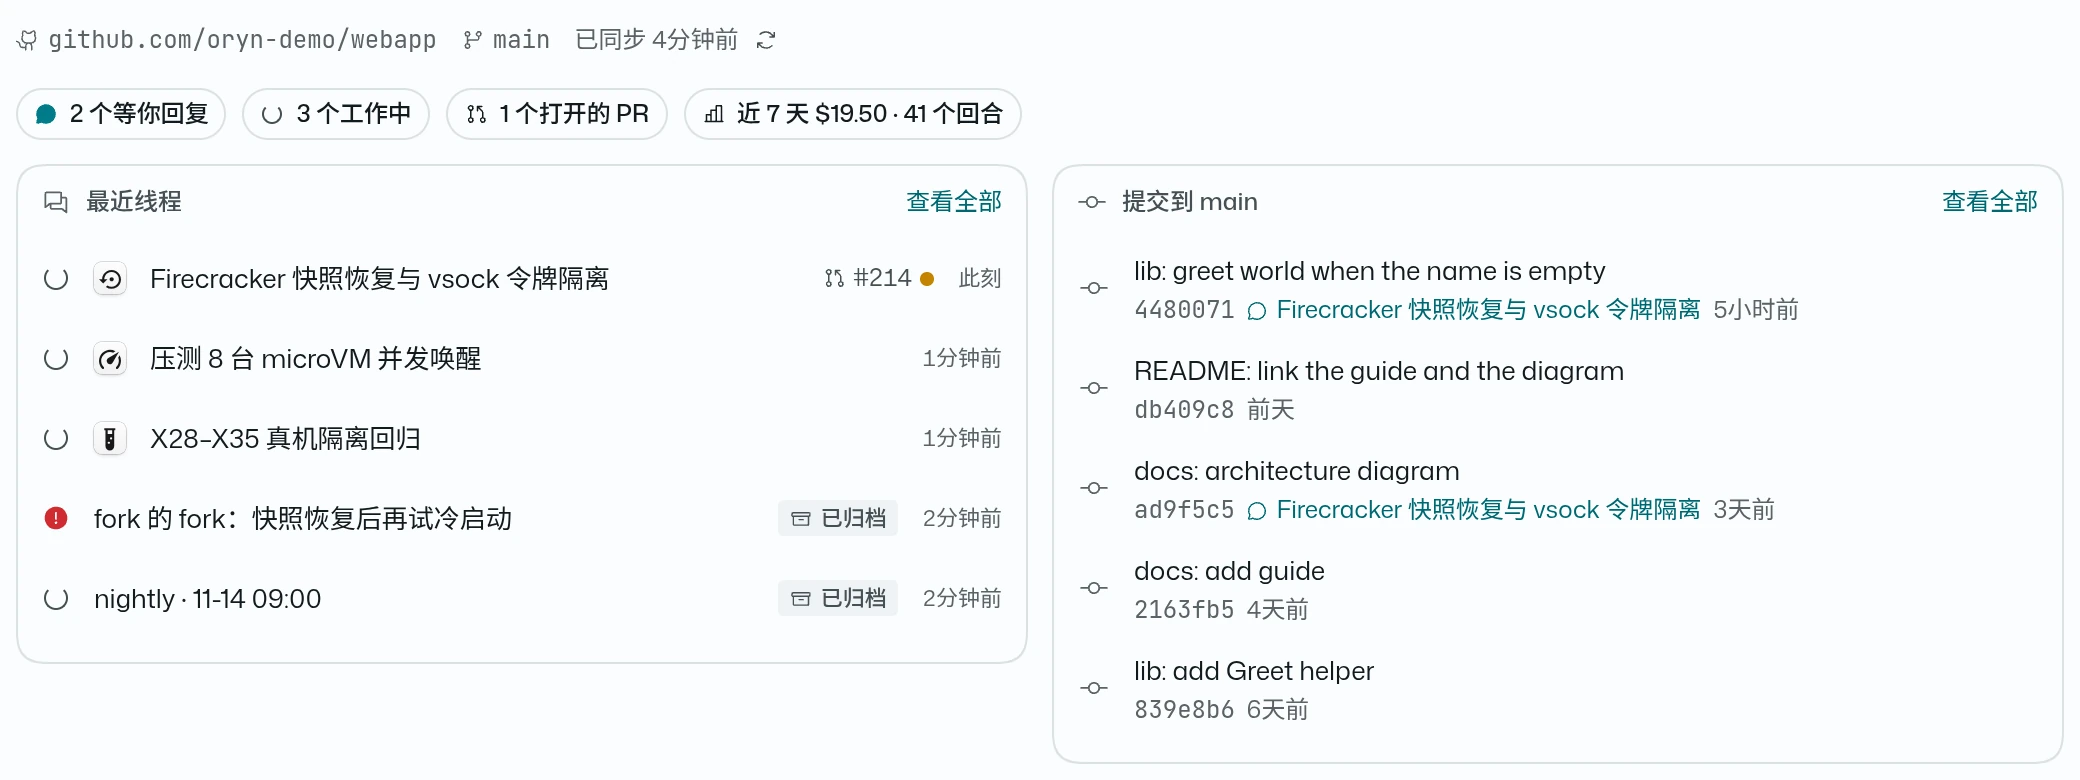 github.com/oryn-demo/webapp main 已同步 4分钟前
2 个等你回复 3 个工作中 1 个打开的 PR 近 7 天 $19.50 · 41 个回合
最近线程 查看全部
Firecracker 快照恢复与 vsock 令牌隔离 #214 此刻
压测 8 台 microVM 并发唤醒 1分钟前
X28–X35 真机隔离回归 1分钟前
fork 的 fork：快照恢复后再试冷启动 已归档 2分钟前
nightly · 11-14 09:00 已归档 2分钟前
提交到 main 查看全部
lib: greet world when the name is empty
4480071 Firecracker 快照恢复与 vsock 令牌隔离 5小时前
README: link the guide and the diagram
db409c8 前天
docs: architecture diagram
ad9f5c5 Firecracker 快照恢复与 vsock 令牌隔离 3天前
docs: add guide
2163fb5 4天前
lib: add Greet helper
839e8b6 6天前